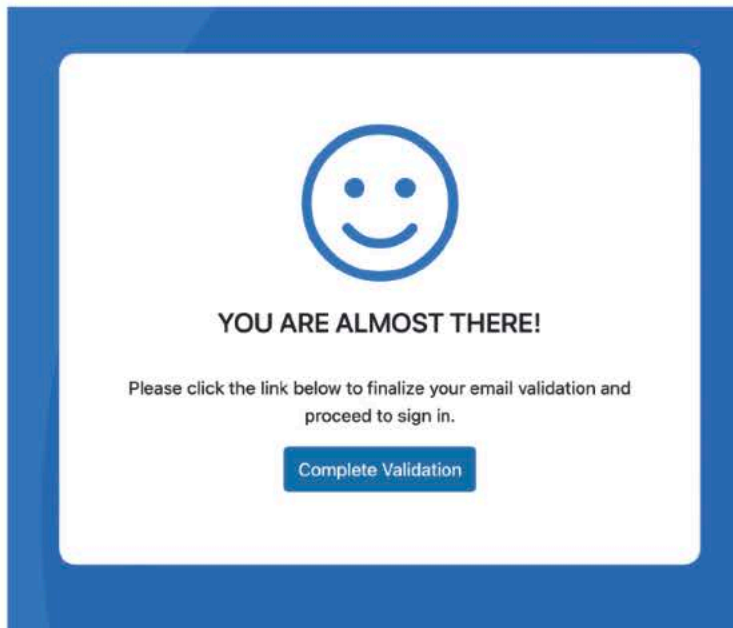 YOU ARE ALMOST THERE!
Please click the link below to finalize your email validation and
proceed to sign in.
Complete Validation